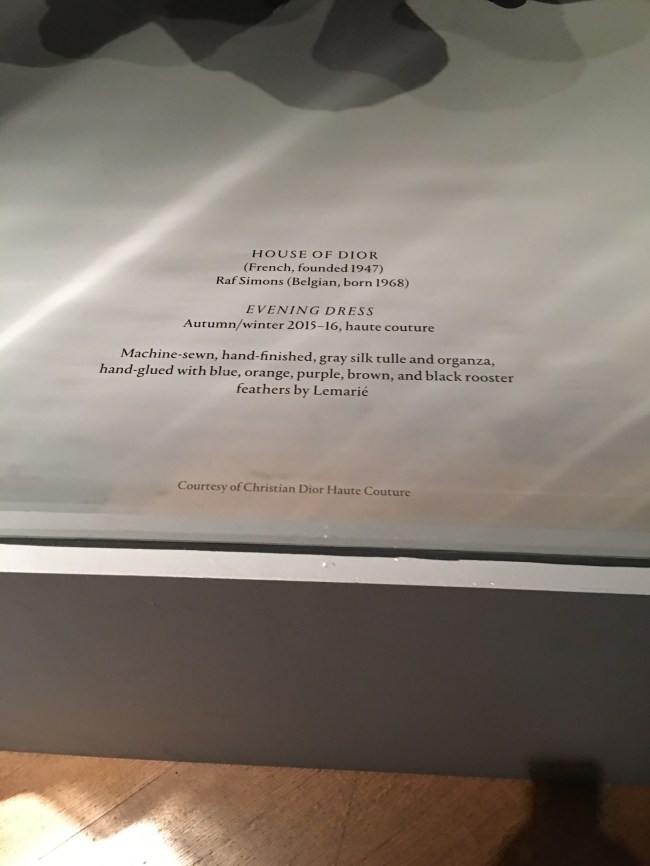 HOUSE OF DIOR
(French, founded 1947)
Raf Simons (Belgian, born 1968)
EVENING DRESS
Autumn/winter 2015–16, haute couture
Machine-sewn, hand-finished, gray silk tulle and organza,
hand-glued with blue, orange, purple, brown, and black rooster
feathers by Lemarié
Courtesy of Christian Dior Haute Couture